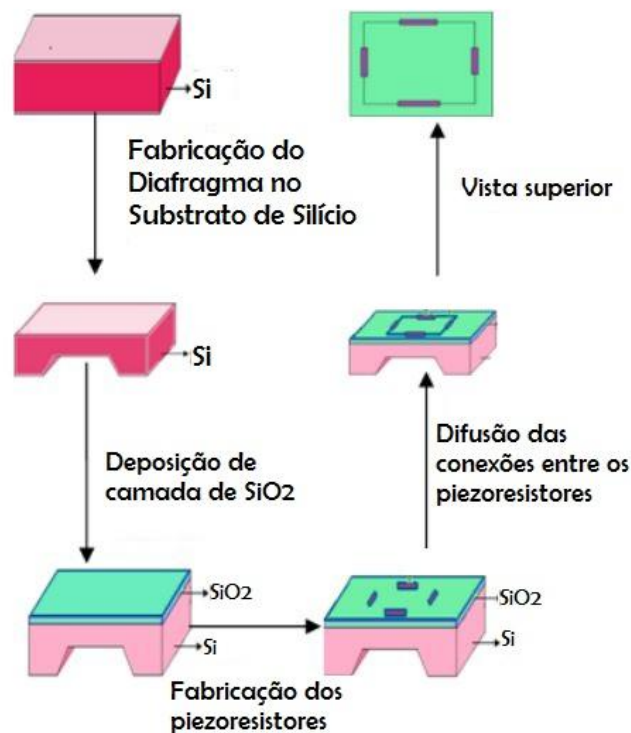 Si
Fabricação do
Diafragma no
Substrato de Silício
Si
Deposição de
camada de SiO2
SiO2
Si
Fabricação dos
piezoresistores
SiO2
Si
Difusão das
conexões entre os
piezoresistores
Vista superior